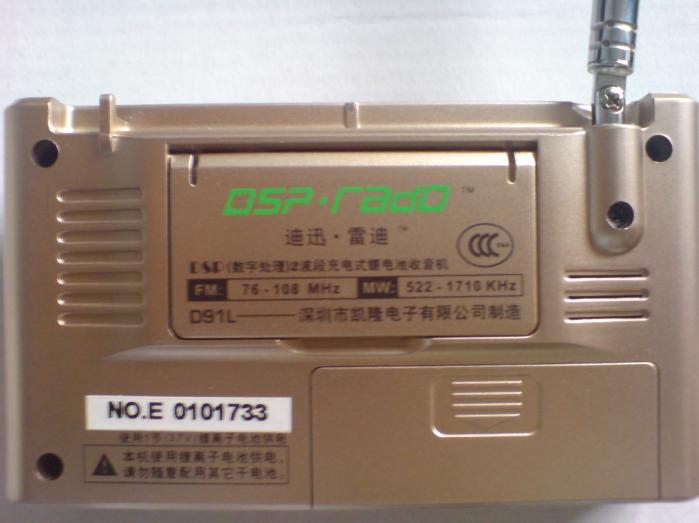 DSP·radO™
迪迅·雷迪™
DSP(数字处理)2波段充电式锂电池收音机
FM: 76-108 MHz MW: 522-1710 KHz
D91L——深圳市凯隆电子有限公司制造
NO.E 0101733
使用1节(3.7V)锂离子电池供电
本机使用锂离子电池供电,
请勿随意配用其它干电池。